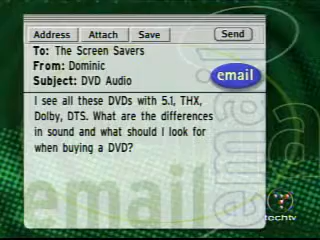 Address Attach Save Send
To: The Screen Savers
From: Dominic
Subject: DVD Audio
email
I see all these DVDs with 5.1, THX,
Dolby, DTS. What are the differences
in sound and what should I look for
when buying a DVD?
email
email
techtv